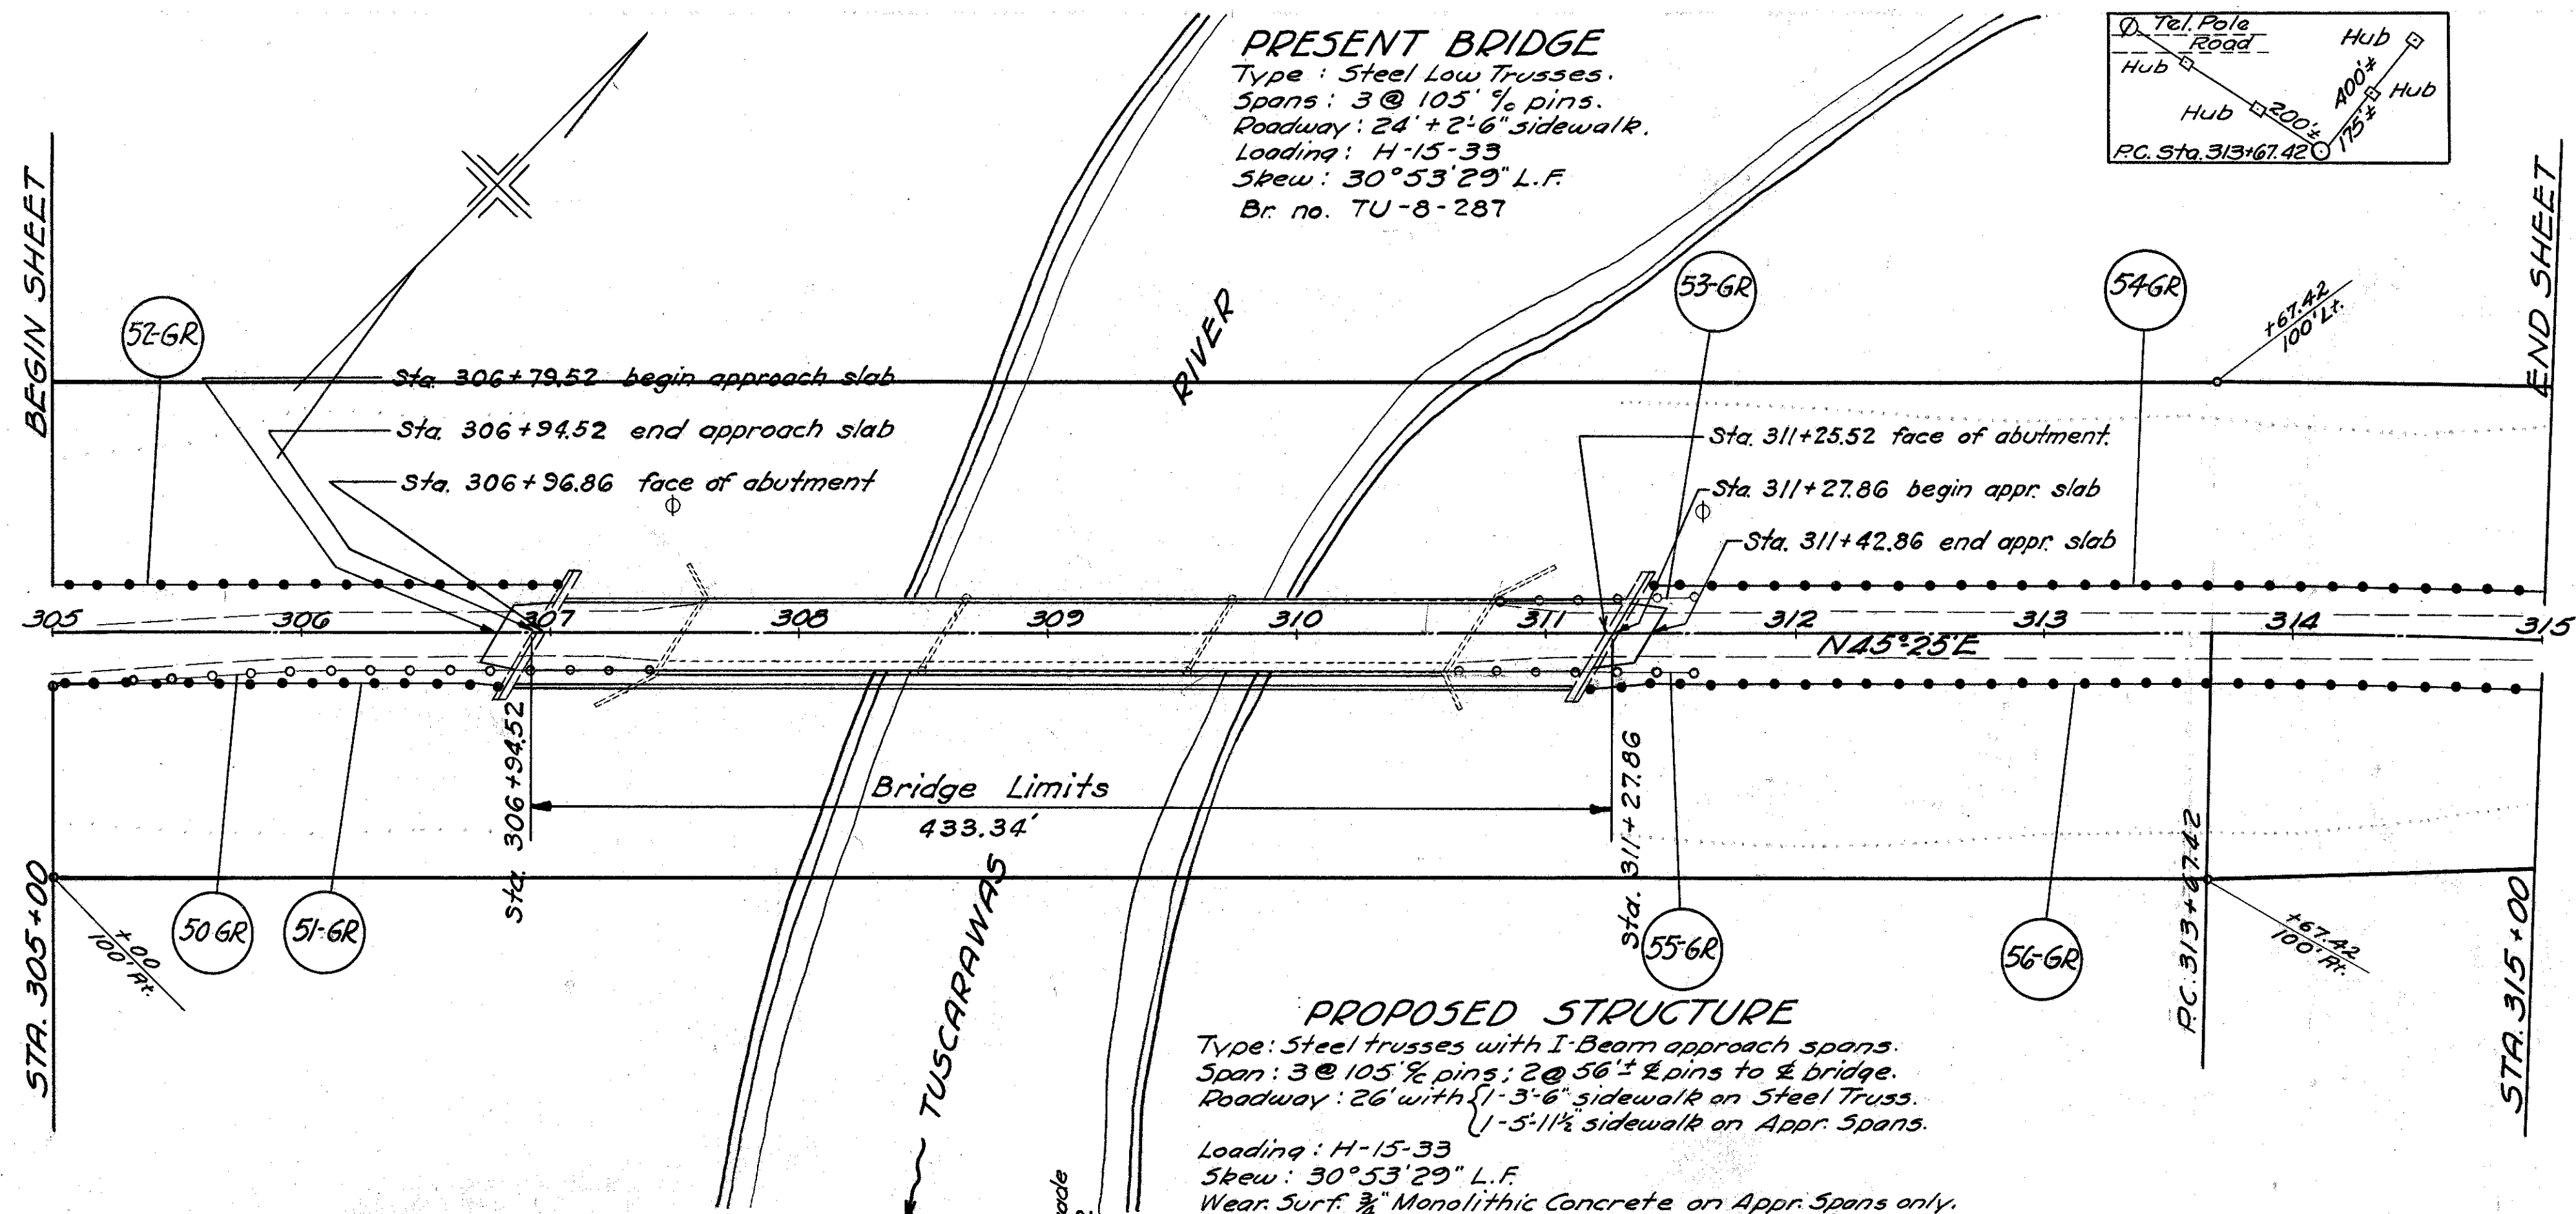 PRESENT BRIDGE
Type : Steel Low Trusses.
Spans : 3 @ 105' c/c pins.
Roadway : 24' + 2'-6" sidewalk.
Loading : H-15-33
Skew : 30°53'29" L.F.
Br. no. TU-8-287
Tel. Pole
Road
Hub
Hub
Hub
Hub
200'±
400'±
175'±
P.C. Sta. 313+67.42
BEGIN SHEET
END SHEET
52-GR
53-GR
54-GR
+67.42
100' Lt.
RIVER
Sta. 306+79.52 begin approach slab
Sta. 306+94.52 end approach slab
Sta. 306+96.86 face of abutment
Sta. 311+25.52 face of abutment.
Sta. 311+27.86 begin appr. slab
Sta. 311+42.86 end appr. slab
305 306 307 308 309 310 311 312 313 314 315
N45°25'E
Sta. 306+94.52
Bridge Limits
433.34'
Sta. 311+27.86
P.C. 313+67.42
STA. 305+00
+00
100' Rt.
50 GR
51-GR
TUSCARAWAS
55-GR
56-GR
+67.42
100' Rt.
STA. 315+00
PROPOSED STRUCTURE
Type : Steel trusses with I-Beam approach spans.
Span : 3 @ 105' c/c pins ; 2 @ 56'± ℄ pins to ℄ bridge.
Roadway : 26' with { 1-3'-6" sidewalk on Steel Truss.
1-5'-11½" sidewalk on Appr. Spans.
Loading : H-15-33
Skew : 30°53'29" L.F.
Wear. Surf. ¾" Monolithic Concrete on Appr. Spans only.